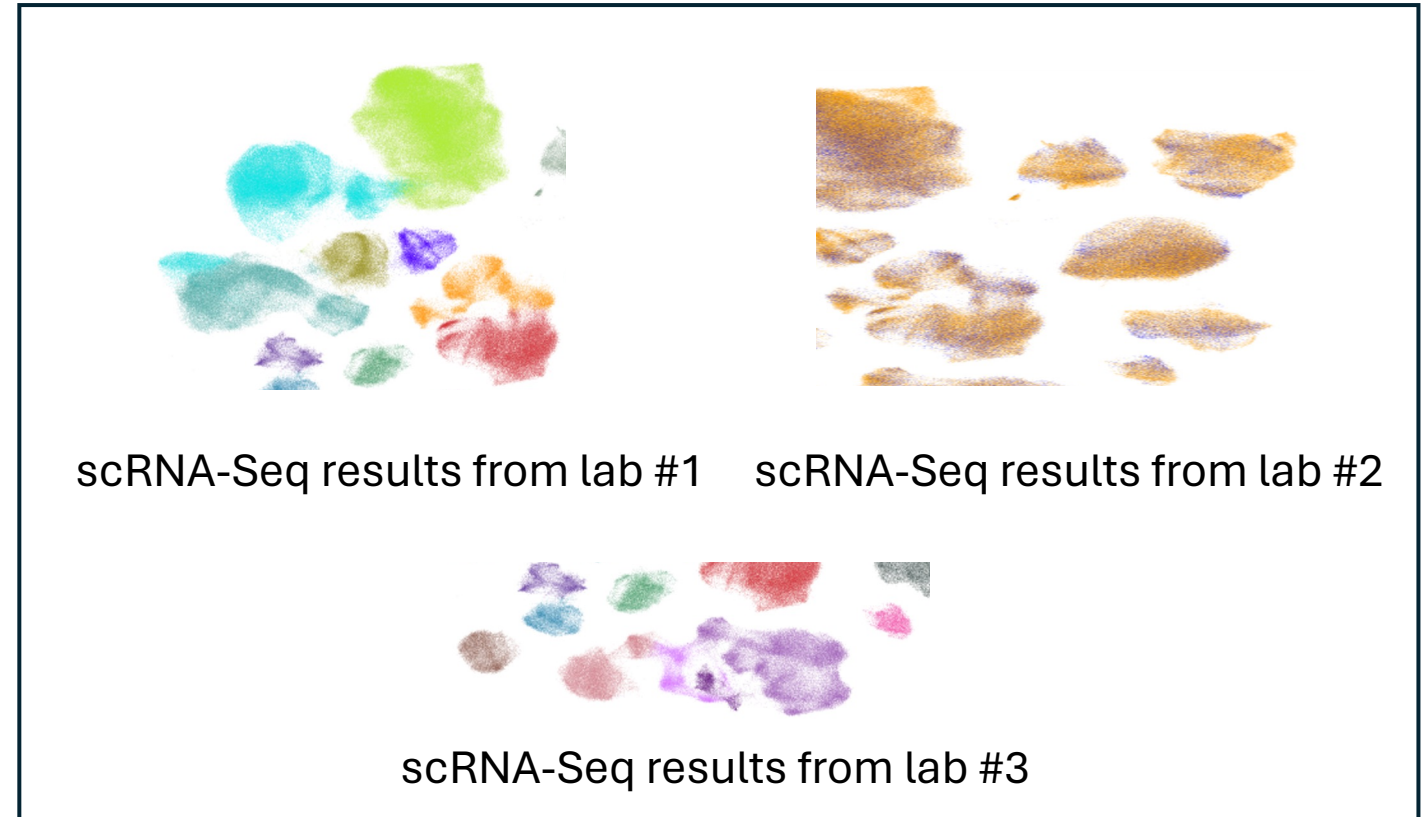 scRNA-Seq results from lab #1
scRNA-Seq results from lab #2
scRNA-Seq results from lab #3